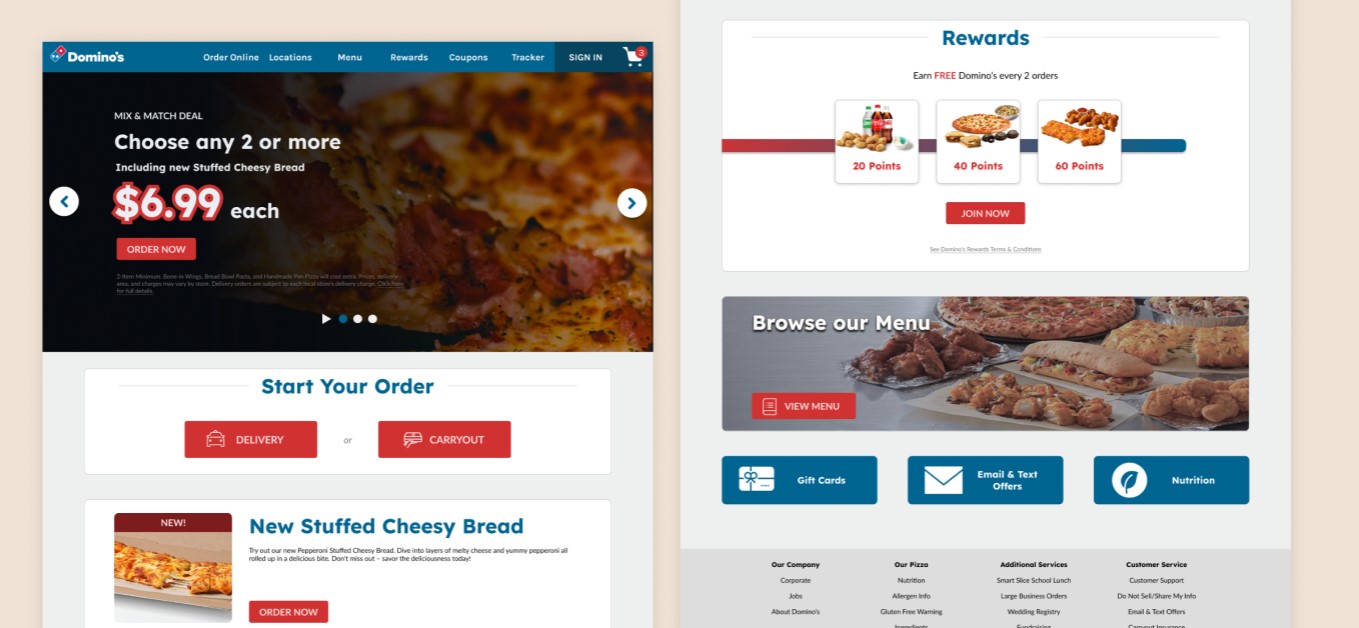 Domino's
Order Online Locations Menu Rewards Coupons Tracker SIGN IN 3
MIX & MATCH DEAL
Choose any 2 or more
Including new Stuffed Cheesy Bread
$6.99 each
ORDER NOW
2-Item Minimum. Bone-in Wings, Bread Bowl Pasta, and Handmade Pan Pizza will cost extra. Prices, delivery
area, and charges may vary by store. Delivery orders are subject to each local store's delivery charge. Click here
for full details.
Start Your Order
DELIVERY or CARRYOUT
NEW!
New Stuffed Cheesy Bread
Try out our new Pepperoni Stuffed Cheesy Bread. Dive into layers of melty cheese and yummy pepperoni all
rolled up in a delicious bite. Don't miss out – savor the deliciousness today!
ORDER NOW
Rewards
Earn FREE Domino's every 2 orders
20 Points 40 Points 60 Points
JOIN NOW
See Domino's Rewards Terms & Conditions
Browse our Menu
VIEW MENU
Gift Cards
Email & Text
Offers
Nutrition
Our Company Our Pizza Additional Services Customer Service
Corporate Nutrition Smart Slice School Lunch Customer Support
Jobs Allergen Info Large Business Orders Do Not Sell/Share My Info
About Domino's Gluten Free Warning Wedding Registry Email & Text Offers
Ingredients Fundraising Carryout Insurance